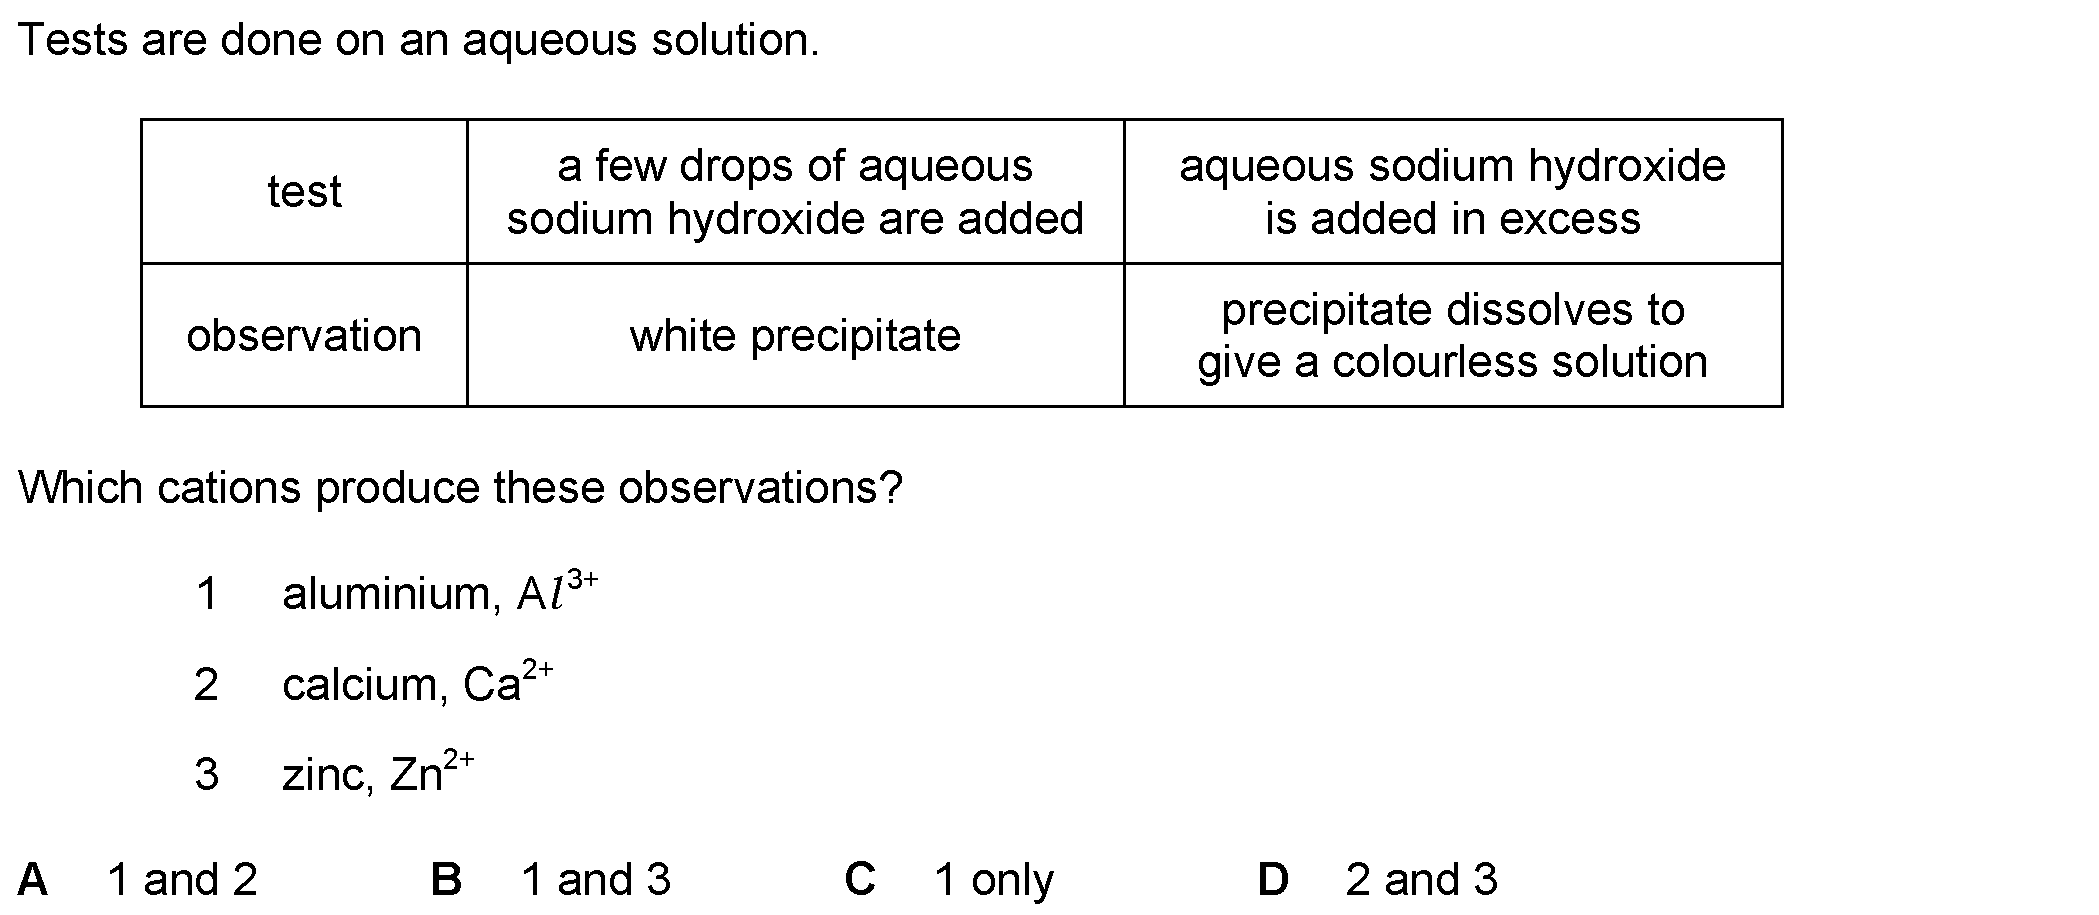 Tests are done on an aqueous solution.
test
a few drops of aqueous
sodium hydroxide are added
aqueous sodium hydroxide
is added in excess
observation
white precipitate
precipitate dissolves to
give a colourless solution
Which cations produce these observations?
1 aluminium, Al³⁺
2 calcium, Ca²⁺
3 zinc, Zn²⁺
A 1 and 2 B 1 and 3 C 1 only D 2 and 3